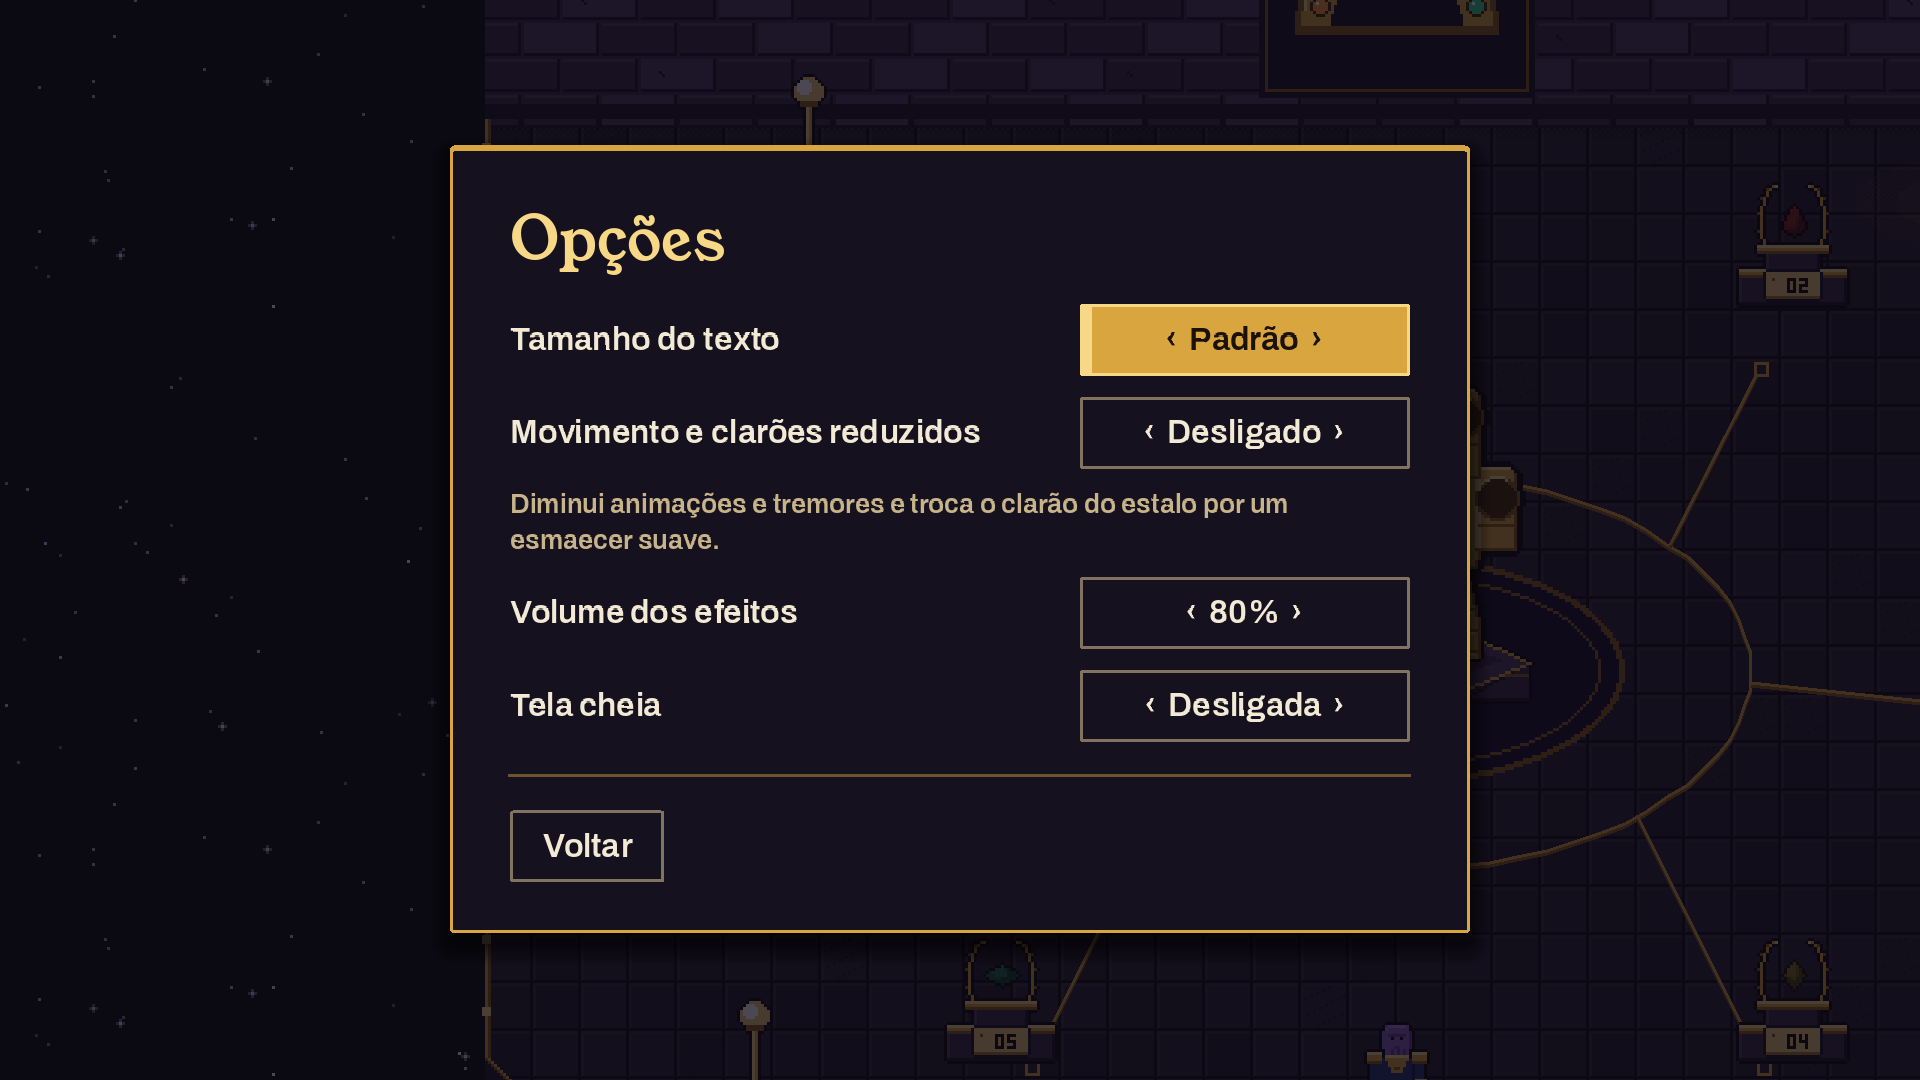 Opções
Tamanho do texto
‹ Padrão ›
Movimento e clarões reduzidos
‹ Desligado ›
Diminui animações e tremores e troca o clarão do estalo por um
esmaecer suave.
Volume dos efeitos
‹ 80% ›
Tela cheia
‹ Desligada ›
Voltar
02
05
04